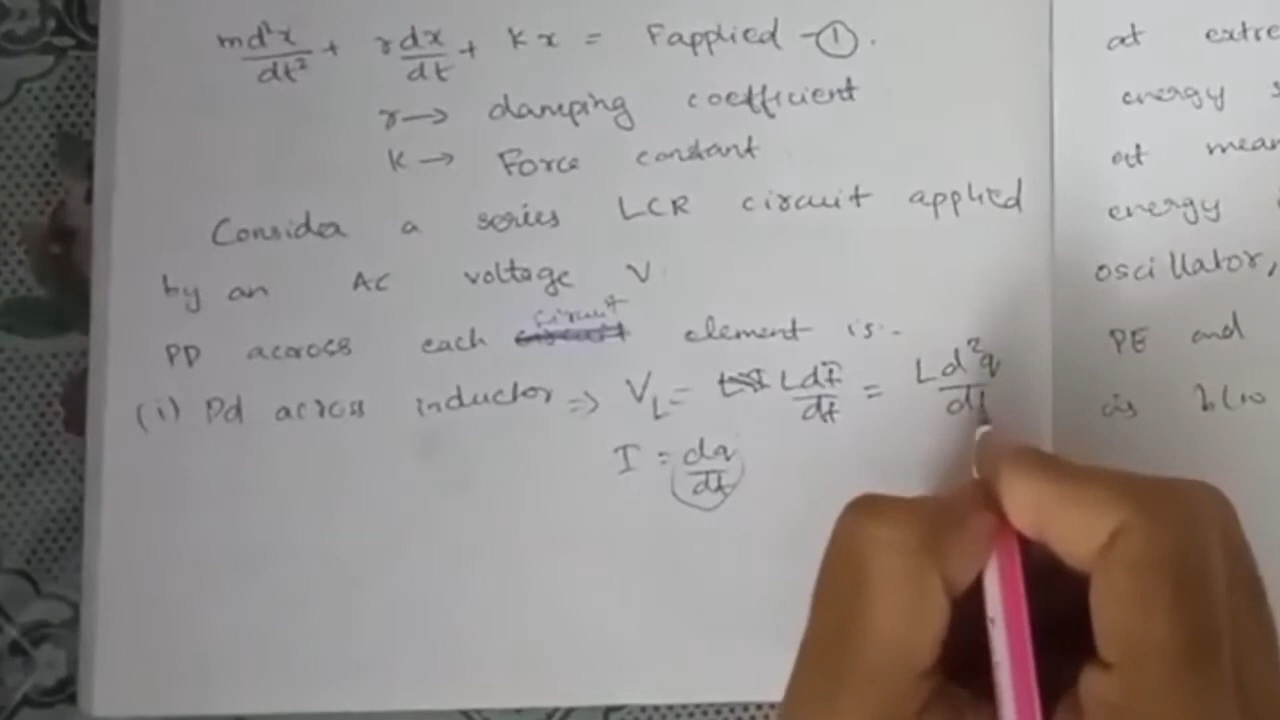 md²x/dt² + r dx/dt + kx = Fapplied -①.
r → damping coefficient
K → Force constant
Consider a series LCR circuit applied
by an AC voltage V.
PD across each circuit element is:-
(i) Pd across inductor => V_L = L dI/dt = L d²q/dt
I = dq/dt
at extre
energy s
at mean
energy
oscillator,
PE and
is